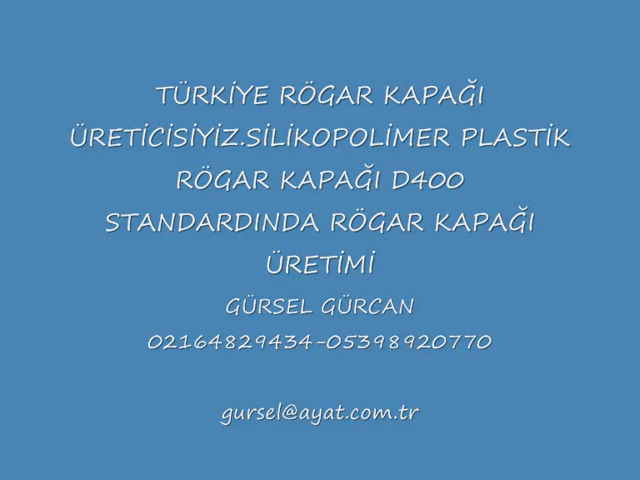 TÜRKİYE RÖGAR KAPAĞI
ÜRETİCİSİYİZ.SİLİKOPOLİMER PLASTİK
RÖGAR KAPAĞI D400
STANDARDINDA RÖGAR KAPAĞI
ÜRETİMİ
GÜRSEL GÜRCAN
02164829434-05398920770
gursel@ayat.com.tr